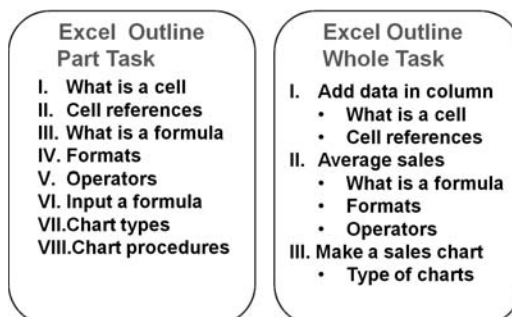 Excel Outline
Part Task
I. What is a cell
II. Cell references
III. What is a formula
IV. Formats
V. Operators
VI. Input a formula
VII.Chart types
VIII.Chart procedures
Excel Outline
Whole Task
I. Add data in column
• What is a cell
• Cell references
II. Average sales
• What is a formula
• Formats
• Operators
III. Make a sales chart
• Type of charts